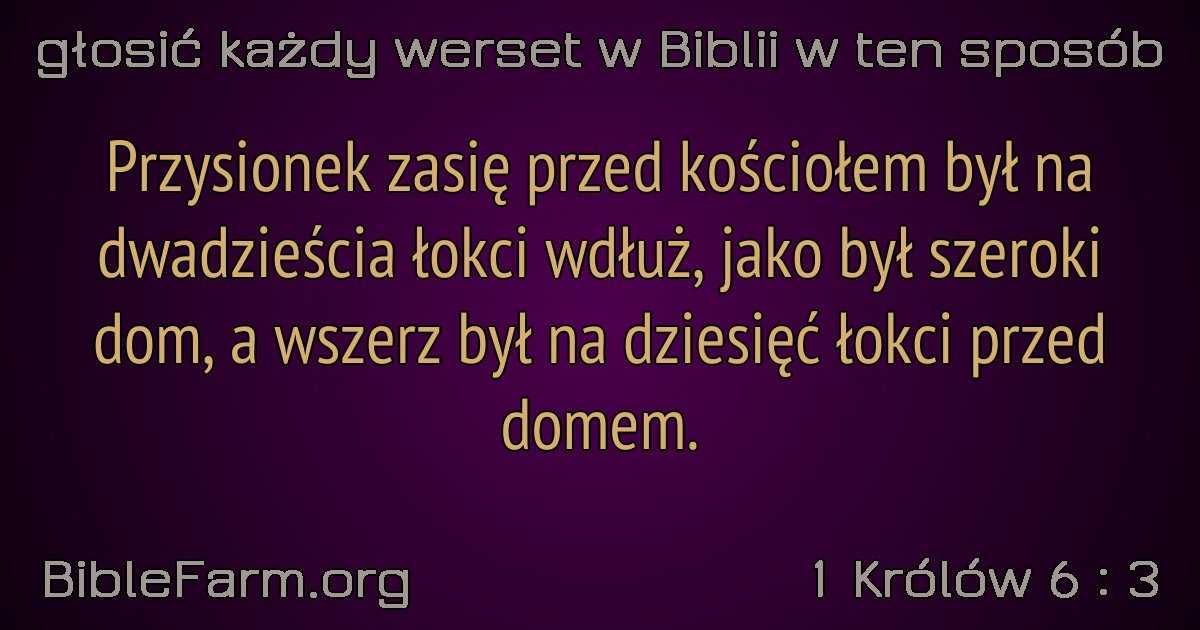 głosić każdy werset w Biblii w ten sposób
Przysionek zasię przed kościołem był na
dwadzieścia łokci wdłuż, jako był szeroki
dom, a wszerz był na dziesięć łokci przed
domem.
BibleFarm.org
1 Królów 6 : 3